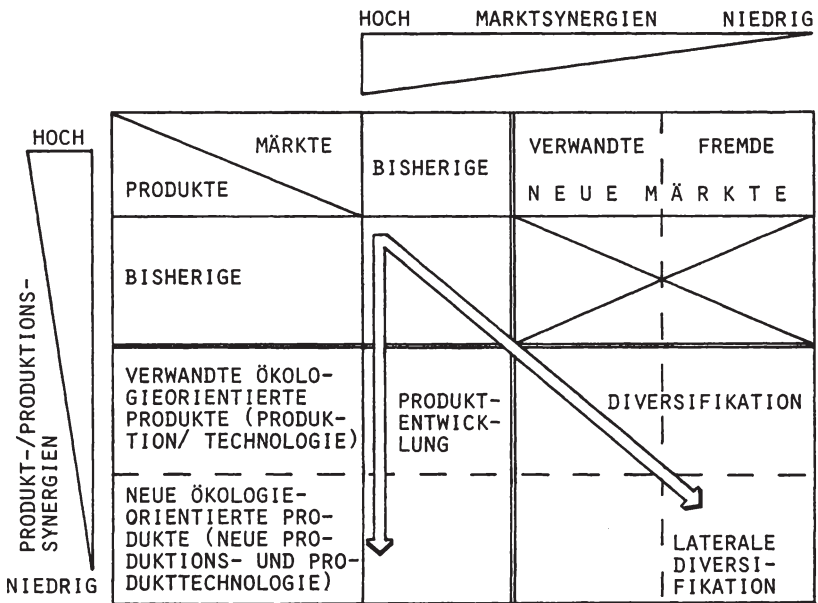 HOCH MARKTSYNERGIEN NIEDRIG
HOCH
PRODUKT-/PRODUKTIONS-
SYNERGIEN
NIEDRIG
MÄRKTE
PRODUKTE
BISHERIGE
VERWANDTE FREMDE
NEUE MÄRKTE
BISHERIGE
VERWANDTE ÖKOLO-
GIEORIENTIERTE
PRODUKTE (PRODUK-
TION/ TECHNOLOGIE)
PRODUKT-
ENTWICK-
LUNG
DIVERSIFIKATION
NEUE ÖKOLOGIE-
ORIENTIERTE PRO-
DUKTE (NEUE PRO-
DUKTIONS- UND PRO-
DUKTTECHNOLOGIE)
LATERALE
DIVERSI-
FIKATION